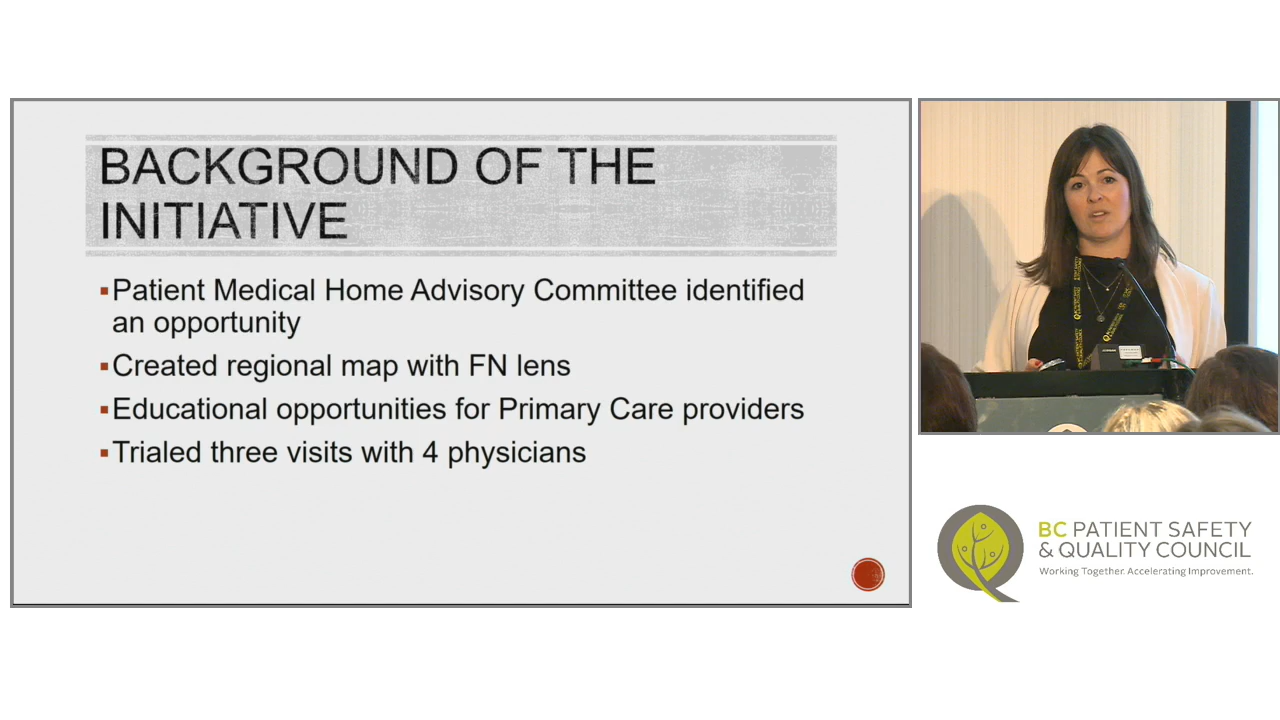 BACKGROUND OF THE
INITIATIVE
▪Patient Medical Home Advisory Committee identified
an opportunity
▪Created regional map with FN lens
▪Educational opportunities for Primary Care providers
▪Trialed three visits with 4 physicians
BC PATIENT SAFETY
& QUALITY COUNCIL
Working Together. Accelerating Improvement.